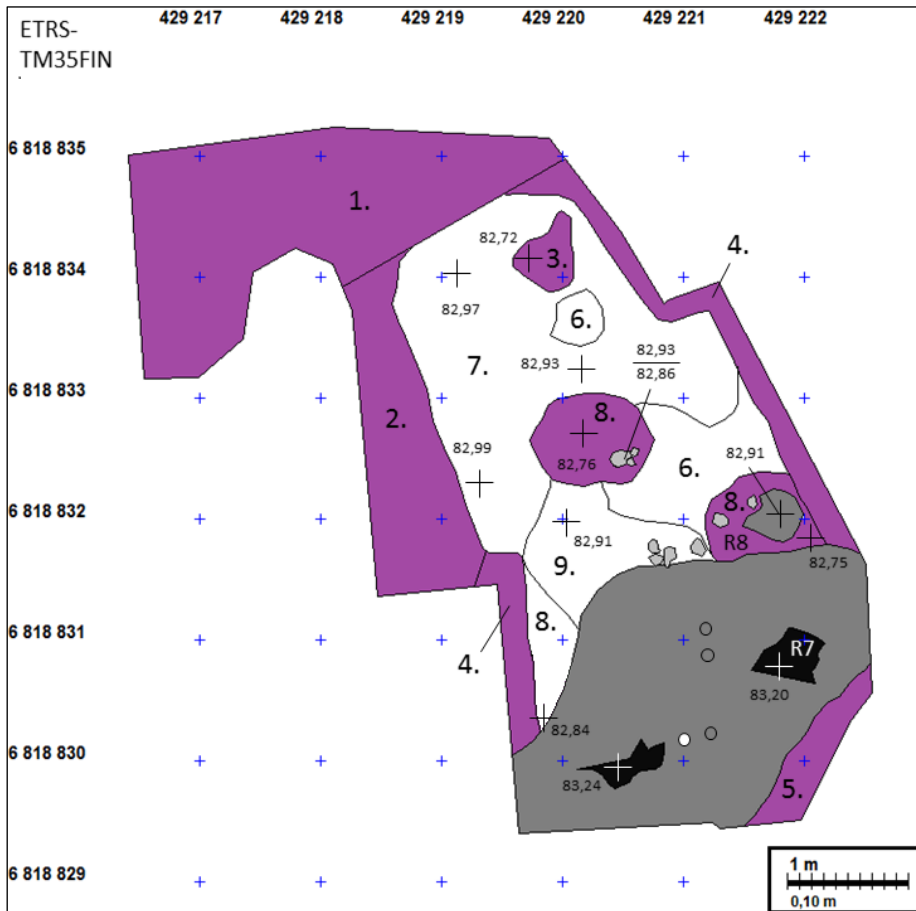 ETRS-
TM35FIN
.
429 217 429 218 429 219 429 220 429 221 429 222
6 818 835
1.
4.
82,72
3.
6 818 834
82,97
6.
82,93
82,86
7.
82,93
6 818 833
8.
2.
82,99
82,76
6.
82,91
8.
6 818 832
82,91
R8
82,75
9.
8.
6 818 831
4.
R7
83,20
82,84
6 818 830
83,24
5.
6 818 829
1 m
0,10 m